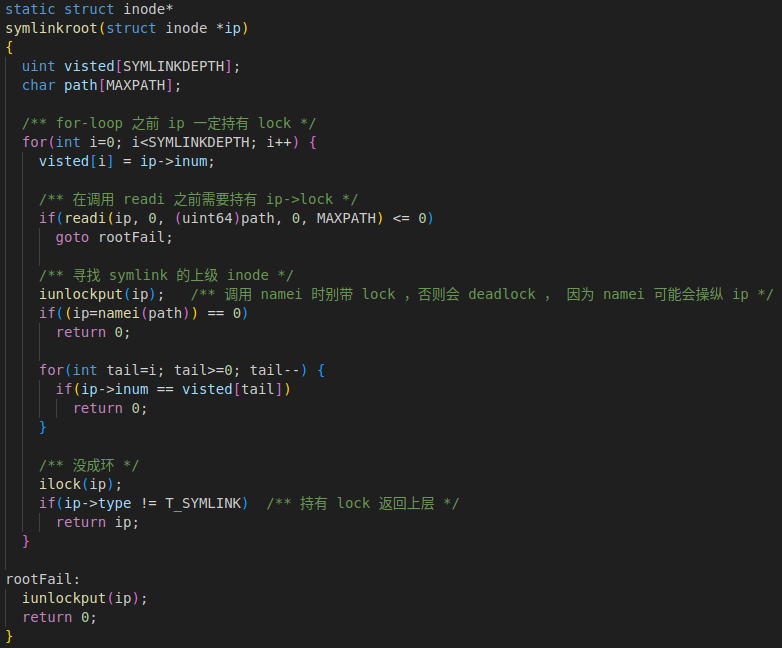 static struct inode*
symlinkroot(struct inode *ip)
{
  uint visted[SYMLINKDEPTH];
  char path[MAXPATH];

  /** for-loop 之前 ip 一定持有 lock */
  for(int i=0; i<SYMLINKDEPTH; i++) {
    visted[i] = ip->inum;

    /** 在调用 readi 之前需要持有 ip->lock */
    if(readi(ip, 0, (uint64)path, 0, MAXPATH) <= 0)
      goto rootFail;

    /** 寻找 symlink 的上级 inode */
    iunlockput(ip);   /** 调用 namei 时别带 lock ，否则会 deadlock ， 因为 namei 可能会操纵 ip */
    if((ip=namei(path)) == 0)
      return 0;

    for(int tail=i; tail>=0; tail--) {
      if(ip->inum == visted[tail])
        return 0;
    }

    /** 没成环 */
    ilock(ip);
    if(ip->type != T_SYMLINK)  /** 持有 lock 返回上层 */
      return ip;
  }

rootFail:
  iunlockput(ip);
  return 0;
}